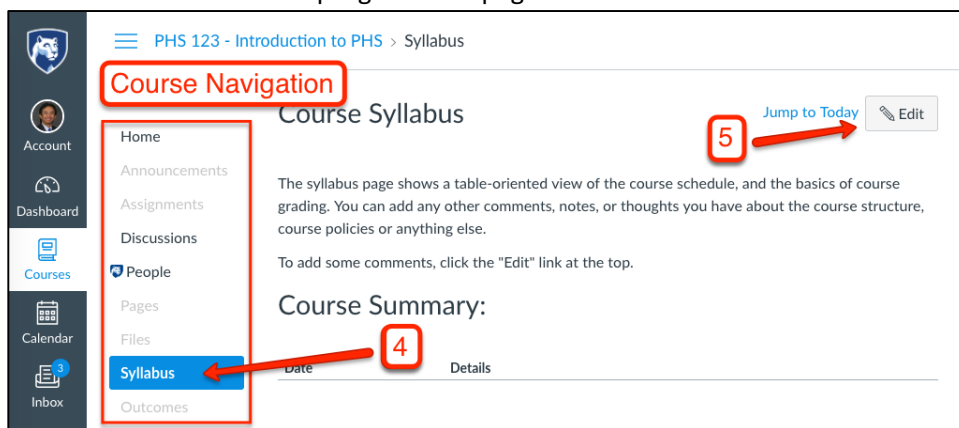 PHS 123 - Introduction to PHS > Syllabus
Course Navigation
Account
Dashboard
Courses
Calendar
3
Inbox
Home
Announcements
Assignments
Discussions
People
Pages
Files
Syllabus
Outcomes
Course Syllabus
Jump to Today
Edit
5
The syllabus page shows a table-oriented view of the course schedule, and the basics of course
grading. You can add any other comments, notes, or thoughts you have about the course structure,
course policies or anything else.
To add some comments, click the "Edit" link at the top.
Course Summary:
4
Date Details